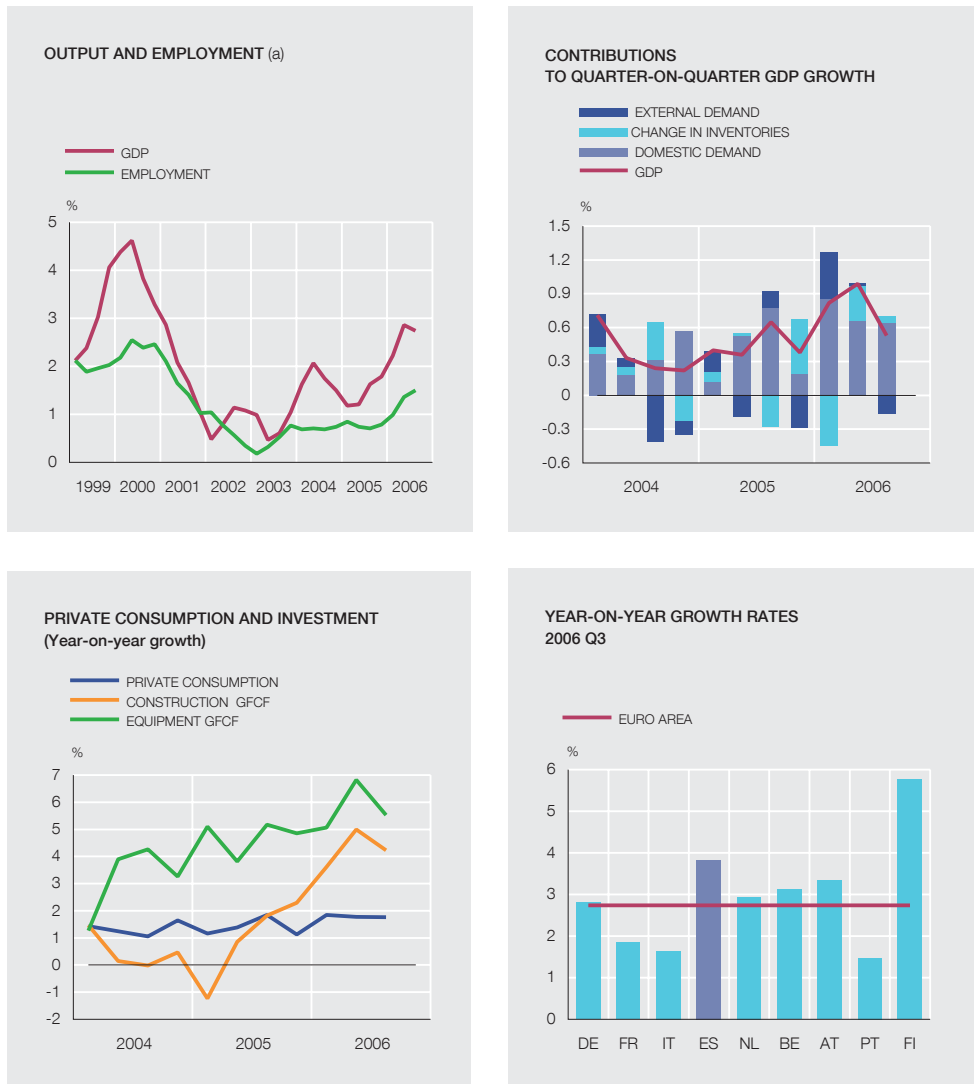 OUTPUT AND EMPLOYMENT (a)
GDP
EMPLOYMENT
%
5
4
3
2
1
0
1999 2000 2001 2002 2003 2004 2005 2006
CONTRIBUTIONS
TO QUARTER-ON-QUARTER GDP GROWTH
EXTERNAL DEMAND
CHANGE IN INVENTORIES
DOMESTIC DEMAND
GDP
%
1.5
1.2
0.9
0.6
0.3
0
-0.3
-0.6
2004 2005 2006
PRIVATE CONSUMPTION AND INVESTMENT
(Year-on-year growth)
PRIVATE CONSUMPTION
CONSTRUCTION GFCF
EQUIPMENT GFCF
%
7
6
5
4
3
2
1
0
-1
-2
2004 2005 2006
YEAR-ON-YEAR GROWTH RATES
2006 Q3
EURO AREA
%
6
5
4
3
2
1
0
DE FR IT ES NL BE AT PT FI